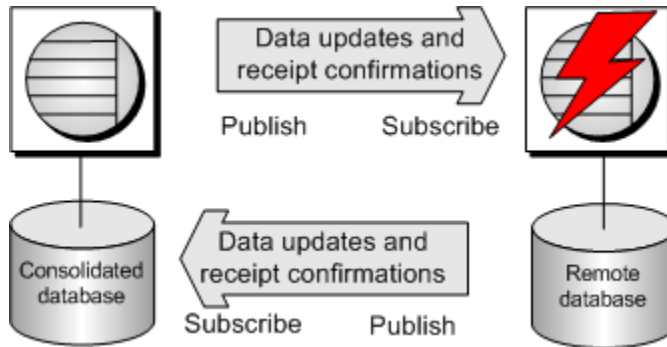 Data updates and
receipt confirmations
Publish Subscribe
Data updates and
receipt confirmations
Subscribe Publish
Consolidated
database
Remote
database